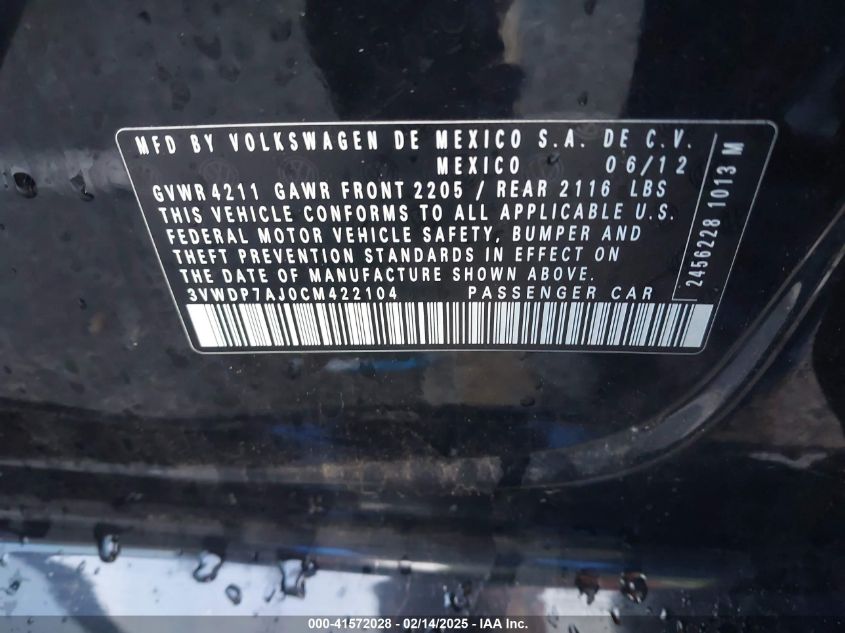 MFD BY VOLKSWAGEN DE MEXICO S.A. DE C.V.
MEXICO 06/12
GVWR 4211 GAWR FRONT 2205 / REAR 2116 LBS
THIS VEHICLE CONFORMS TO ALL APPLICABLE U.S.
FEDERAL MOTOR VEHICLE SAFETY, BUMPER AND
THEFT PREVENTION STANDARDS IN EFFECT ON
THE DATE OF MANUFACTURE SHOWN ABOVE.
3VWDP7AJ0CM422104 PASSENGER CAR
2456228 1013 M
000-41572028 - 02/14/2025 - IAA Inc.